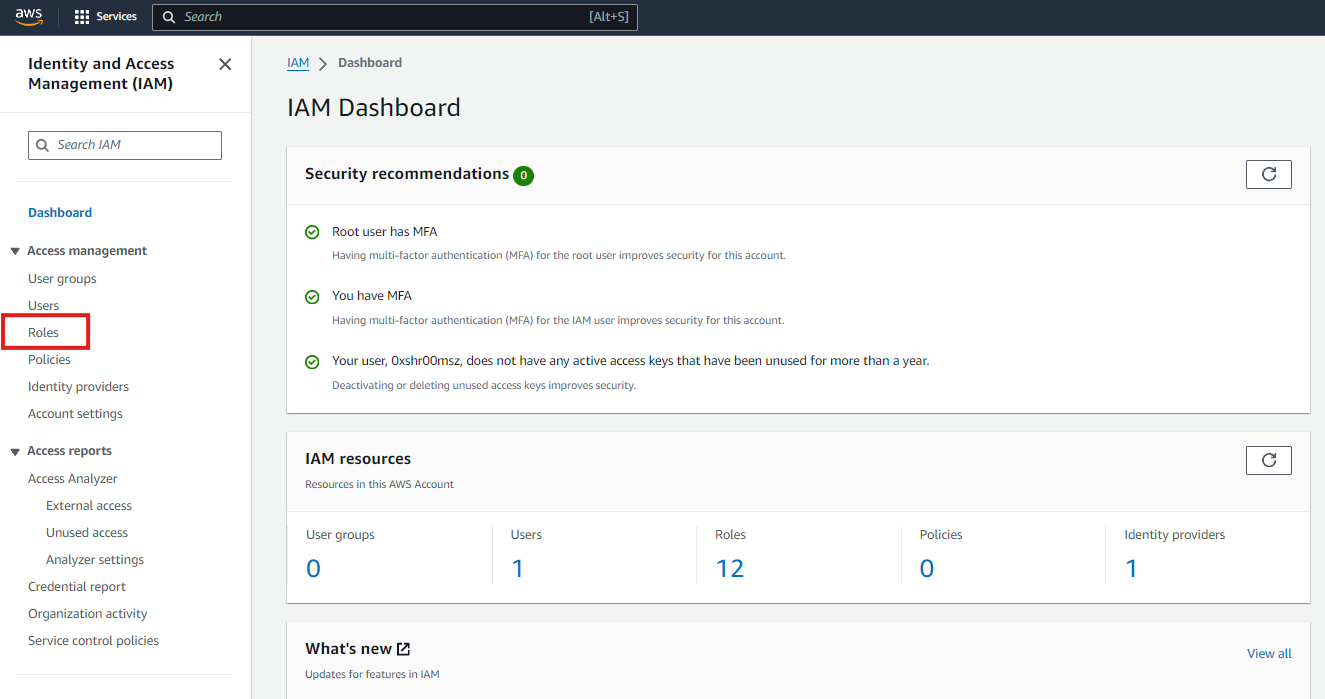 aws
Services
Search
[Alt+S]
Identity and Access
Management (IAM)
Search IAM
Dashboard
Access management
User groups
Users
Roles
Policies
Identity providers
Account settings
Access reports
Access Analyzer
External access
Unused access
Analyzer settings
Credential report
Organization activity
Service control policies
IAM
Dashboard
IAM Dashboard
Security recommendations 0
Root user has MFA
Having multi-factor authentication (MFA) for the root user improves security for this account.
You have MFA
Having multi-factor authentication (MFA) for the IAM user improves security for this account.
Your user, 0xshr00msz, does not have any active access keys that have been unused for more than a year.
Deactivating or deleting unused access keys improves security.
IAM resources
Resources in this AWS Account
User groups
0
Users
1
Roles
12
Policies
0
Identity providers
1
What's new
Updates for features in IAM
View all